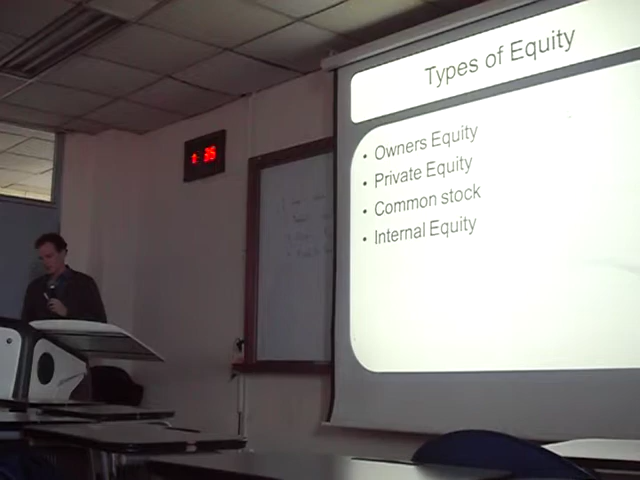 Types of Equity
• Owners Equity
• Private Equity
• Common stock
• Internal Equity